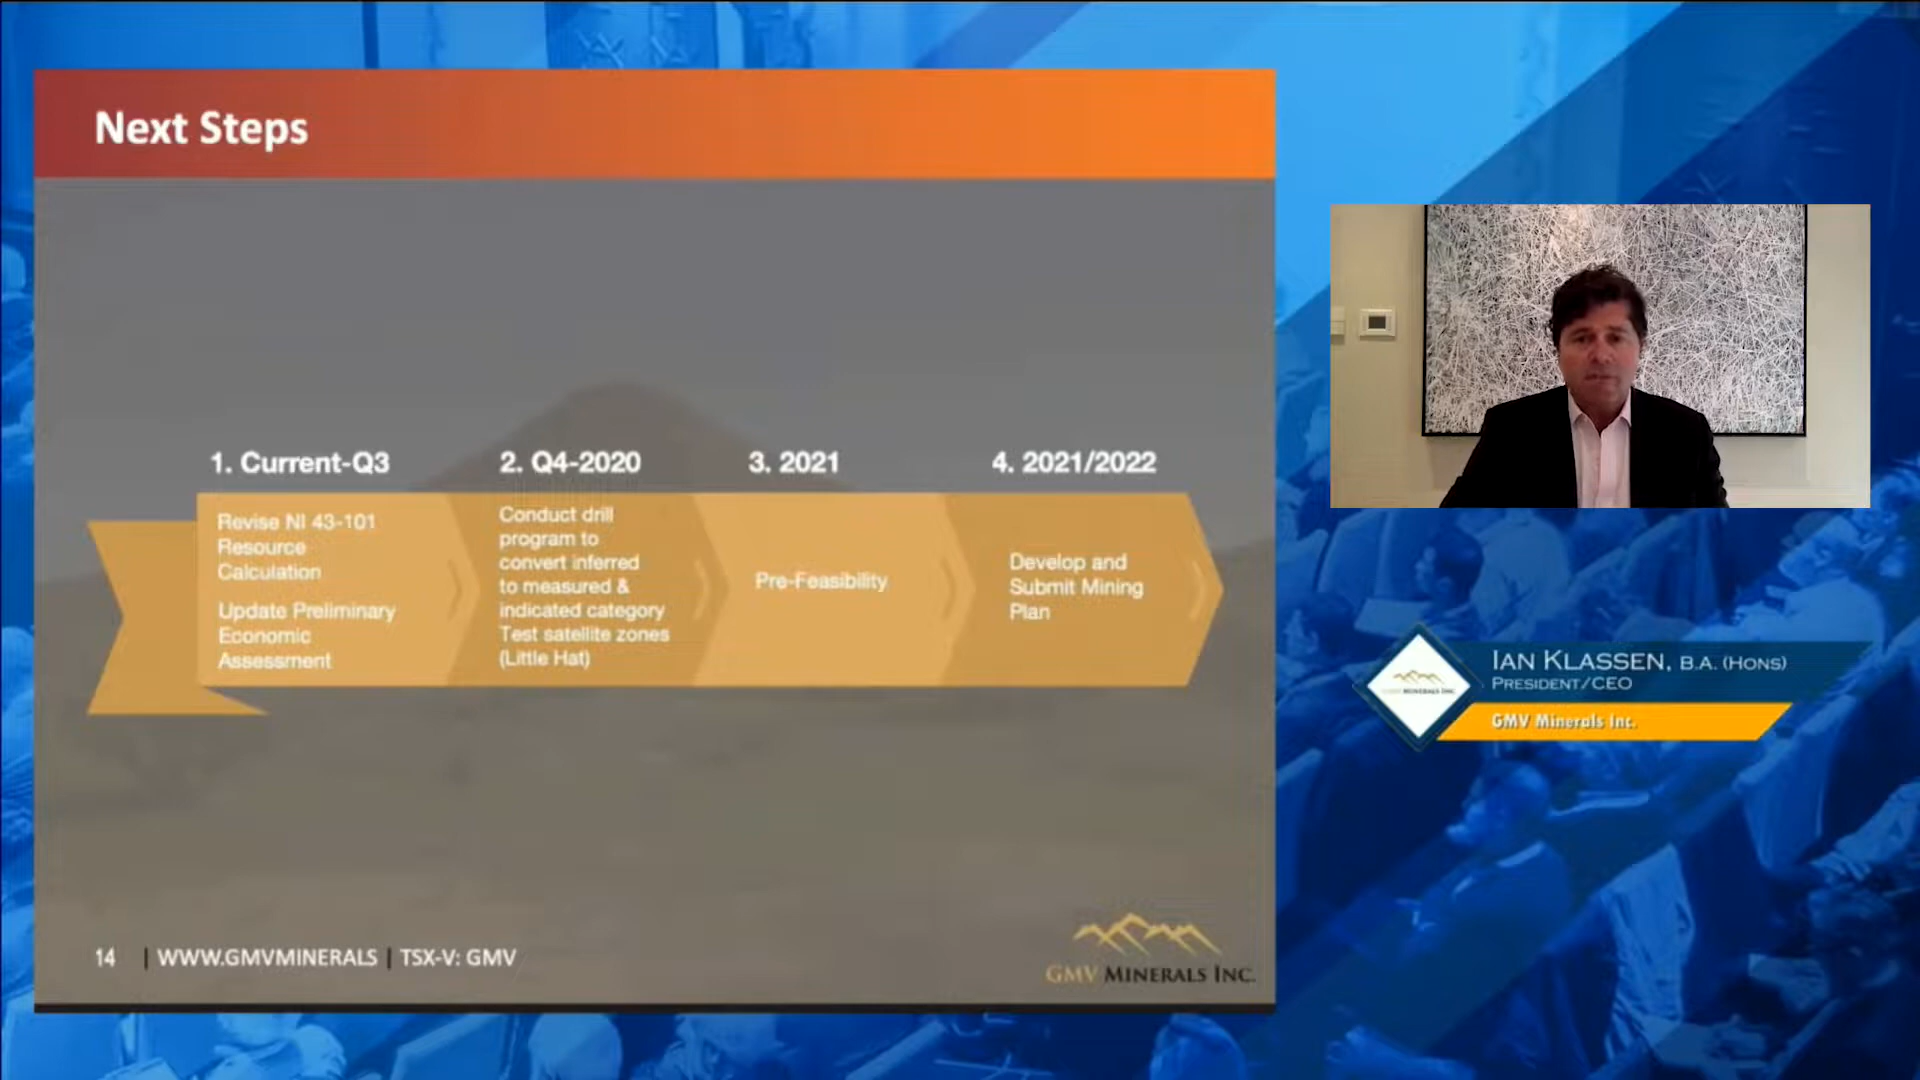 Next Steps
1. Current-Q3
Revise NI 43-101
Resource
Calculation
Update Preliminary
Economic
Assessment
2. Q4-2020
Conduct drill
program to
convert inferred
to measured &
indicated category
Test satellite zones
(Little Hat)
3. 2021
Pre-Feasibility
4. 2021/2022
Develop and
Submit Mining
Plan
14 | WWW.GMVMINERALS | TSX-V: GMV
GMV MINERALS INC.
IAN KLASSEN, B.A. (HONS)
PRESIDENT/CEO
GMV Minerals Inc.